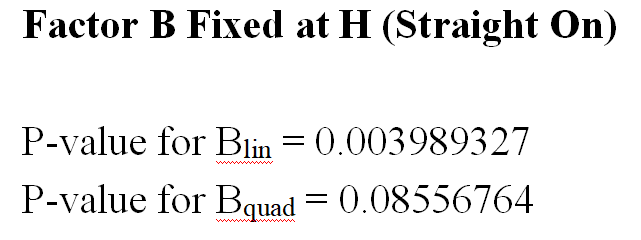 Factor B Fixed at H (Straight On)
P-value for Blin = 0.003989327
P-value for Bquad = 0.08556764